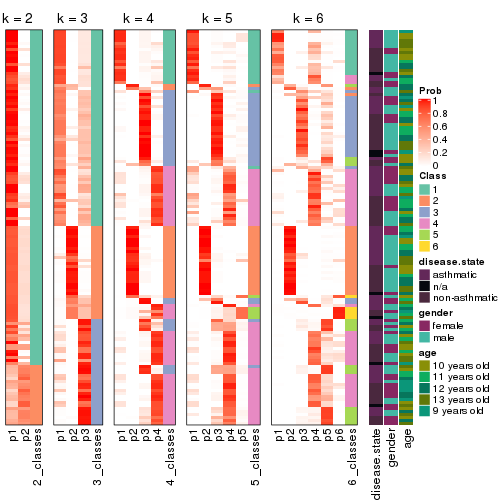 k = 2 k = 3 k = 4 k = 5 k = 6
Prob
1
0.8
0.6
0.4
0.2
0
Class
1
2
3
4
5
6
disease.state
asthmatic
n/a
non-asthmatic
gender
female
male
age
10 years old
11 years old
12 years old
13 years old
9 years old
p1 p2 2_classes p1 p2 p3 3_classes p1 p2 p3 p4 4_classes p1 p2 p3 p4 p5 5_classes p1 p2 p3 p4 p5 p6 6_classes disease.state gender age